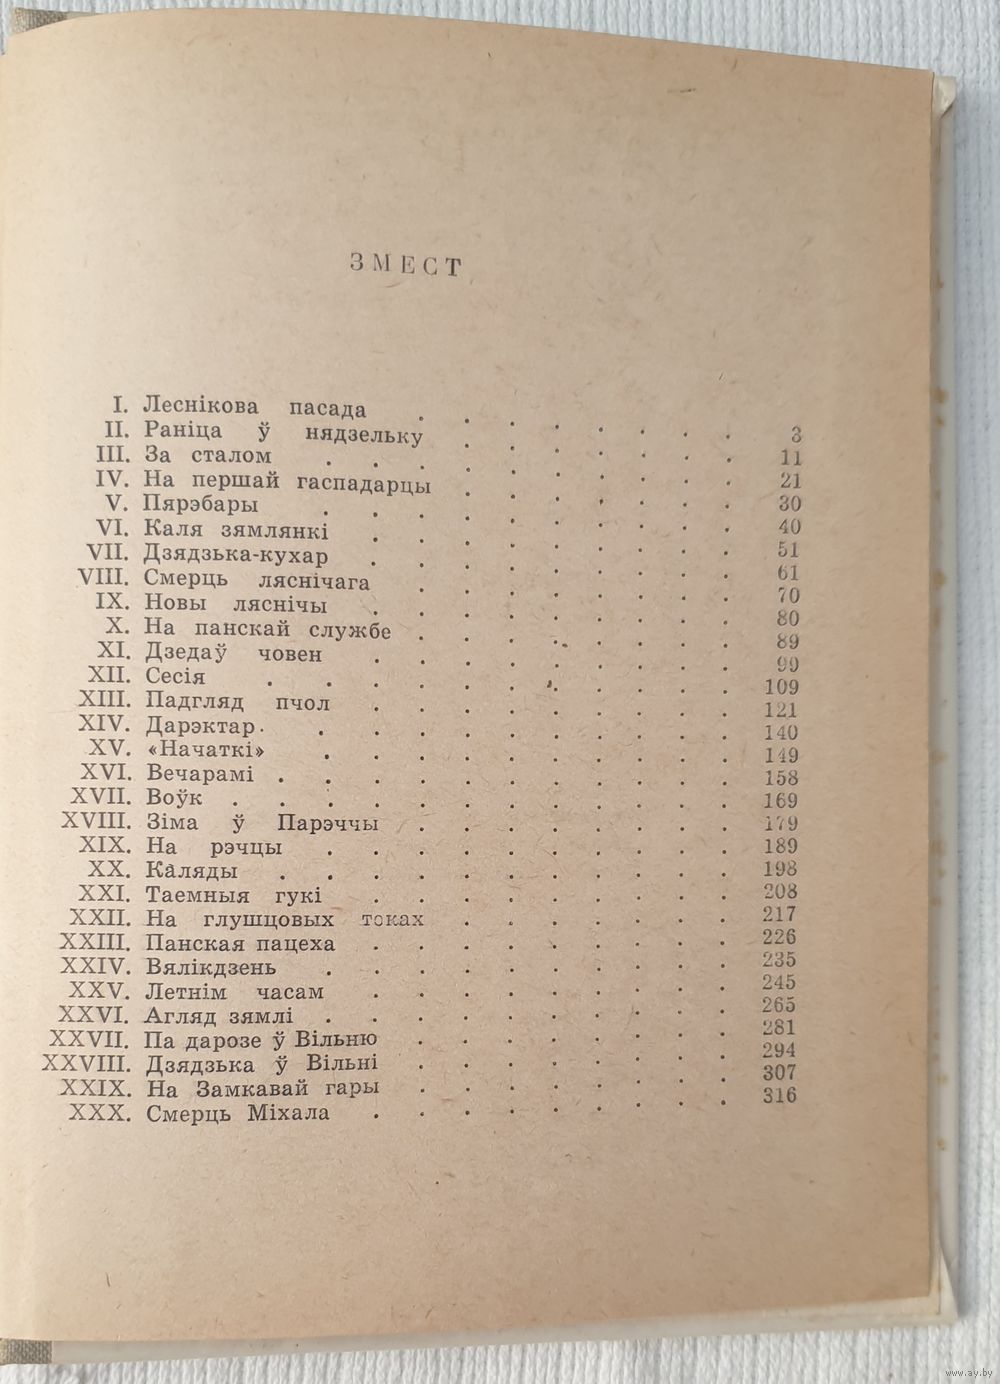 ЗМЕСТ
I. Леснікова пасада . . . . . . . . 3
II. Раніца ў нядзельку . . . . . . . 11
III. За сталом . . . . . . . . . 21
IV. На першай гаспадарцы . . . . . . . 30
V. Пярэбары . . . . . . . . . 40
VI. Каля зямлянкі . . . . . . . . . 51
VII. Дзядзька-кухар . . . . . . . . . 61
VIII. Смерць ляснічага . . . . . . . . 70
IX. Новы ляснічы . . . . . . . . . 80
X. На панскай службе . . . . . . . . 89
XI. Дзедаў човен . . . . . . . . . 99
XII. Сесія . . . . . . . . . . 109
XIII. Падгляд пчол . . . . . . . . . 121
XIV. Дарэктар . . . . . . . . . . 140
XV. «Начаткі» . . . . . . . . . . 149
XVI. Вечарамі . . . . . . . . . . 158
XVII. Воўк . . . . . . . . . . . 169
XVIII. Зіма ў Парэччы . . . . . . . . 179
XIX. На рэчцы . . . . . . . . . . 189
XX. Каляды . . . . . . . . . . 198
XXI. Таемныя гукі . . . . . . . . . 208
XXII. На глушцовых токах . . . . . . . 217
XXIII. Панская пацеха . . . . . . . . . 226
XXIV. Вялікдзень . . . . . . . . . 235
XXV. Летнім часам . . . . . . . . . 245
XXVI. Агляд зямлі . . . . . . . . . . 265
XXVII. Па дарозе ў Вільню . . . . . . . . 281
XXVIII. Дзядзька ў Вільні . . . . . . . . 294
XXIX. На Замкавай гары . . . . . . . . 307
XXX. Смерць Міхала . . . . . . . . . 316
www.ay.by